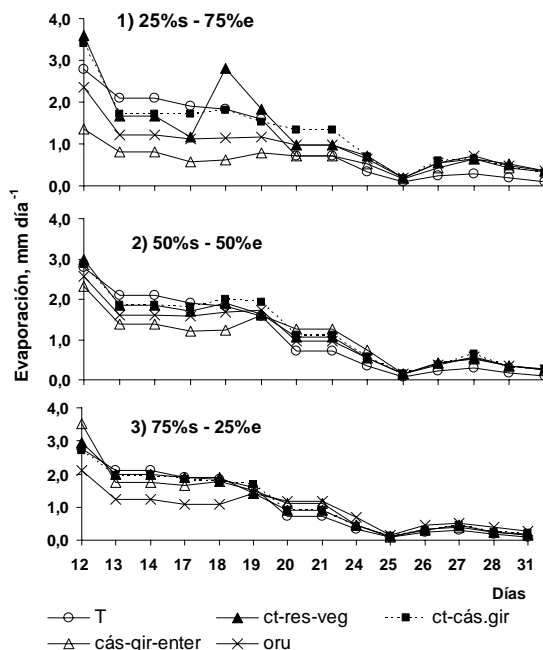 1) 25%s - 75%e
4,0
3,0
2,0
1,0
0,0
2) 50%s - 50%e
4,0
3,0
2,0
1,0
0,0
Evaporación, mm día-1
3) 75%s - 25%e
4,0
3,0
2,0
1,0
0,0
12 13 14 17 18 19 20 21 24 25 26 27 28 31
Días
T ct-res-veg ct-cás.gir
cás-gir-enter oru